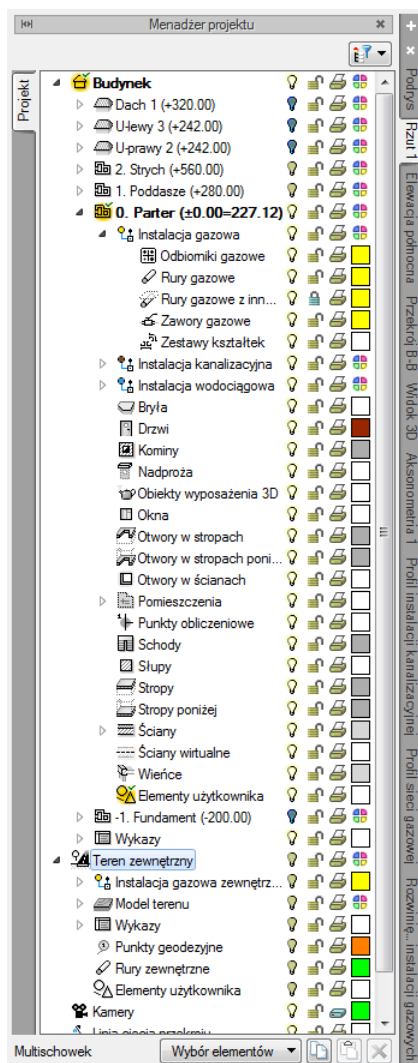 Menadżer projektu
Projekt
Budynek
Dach 1 (+320.00)
U-lewy 3 (+242.00)
U-prawy 2 (+242.00)
2. Strych (+560.00)
1. Poddasze (+280.00)
0. Parter (±0.00=227.12)
Instalacja gazowa
Odbiorniki gazowe
Rury gazowe
Rury gazowe z inn...
Zawory gazowe
Zestawy kształtek
Instalacja kanalizacyjna
Instalacja wodociągowa
Bryła
Drzwi
Kominy
Nadproża
Obiekty wyposażenia 3D
Okna
Otwory w stropach
Otwory w stropach poni...
Otwory w ścianach
Pomieszczenia
Punkty obliczeniowe
Schody
Słupy
Stropy
Stropy poniżej
Ściany
Ściany wirtualne
Wieńce
Elementy użytkownika
-1. Fundament (-200.00)
Wykazy
Teren zewnętrzny
Instalacja gazowa zewnętrz...
Model terenu
Wykazy
Punkty geodezyjne
Rury zewnętrzne
Elementy użytkownika
Kamery
Linia cięcia przekroju
Multischowek
Wybór elementów
Podrys
Rzut 1
Elewacja północna
Przekrój B-B
Widok 3D
Aksonometria 1
Profil instalacji kanalizacyjnej
Profil sieci gazowej
Rozwinię... instalacji gazowych